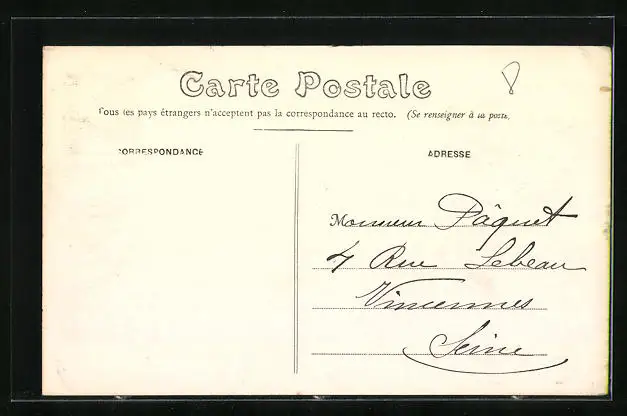 Carte Postale
Tous les pays étrangers n'acceptent pas la correspondance au recto. (Se renseigner à la poste.
CORRESPONDANCE
ADRESSE
Monsieur Pâquet
4 Rue Lebeau
Vincennes
Seine